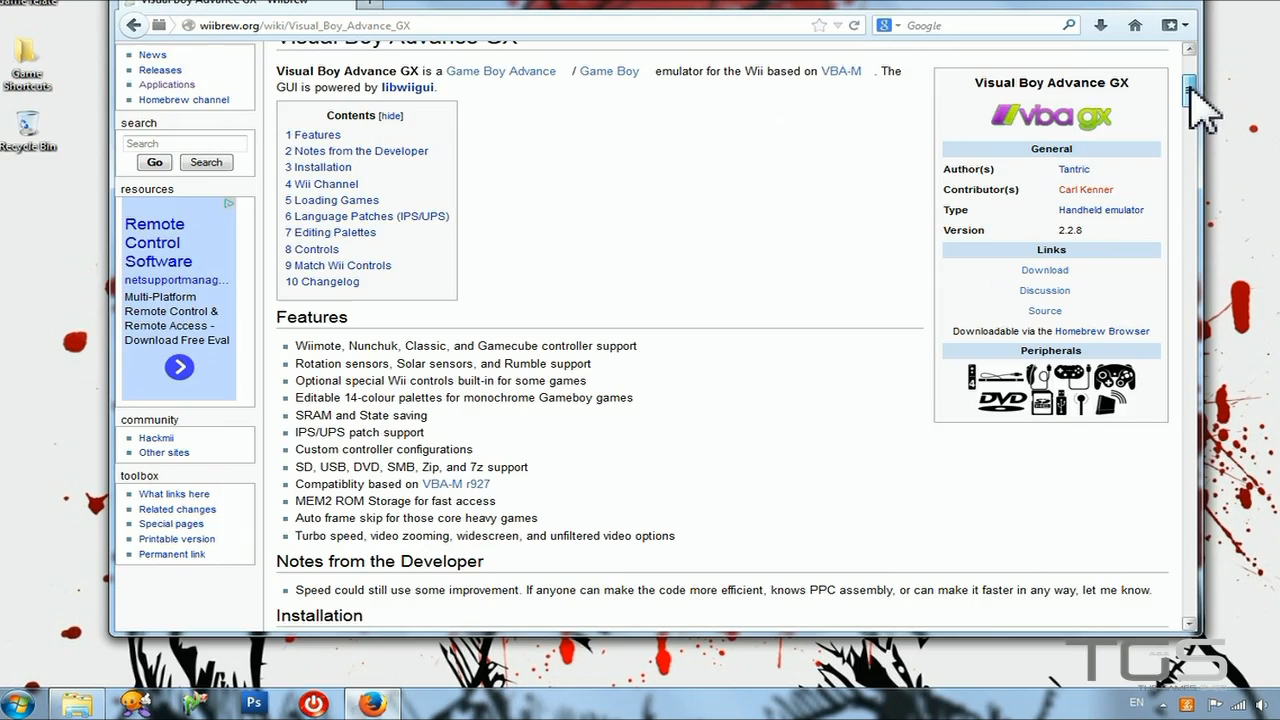 Game
Shortcuts
Recycle Bin
wiibrew.org/wiki/Visual_Boy_Advance_GX
Google
News
Releases
Applications
Homebrew channel
search
Search
Go
Search
resources
Remote
Control
Software
netsupportmanag...
Multi-Platform
Remote Control &
Remote Access -
Download Free Eval
community
Hackmii
Other sites
toolbox
What links here
Related changes
Special pages
Printable version
Permanent link
Visual Boy Advance GX
Visual Boy Advance GX is a Game Boy Advance / Game Boy emulator for the Wii based on VBA-M . The
GUI is powered by libwiigui.
Contents [hide]
1 Features
2 Notes from the Developer
3 Installation
4 Wii Channel
5 Loading Games
6 Language Patches (IPS/UPS)
7 Editing Palettes
8 Controls
9 Match Wii Controls
10 Changelog
Features
Wiimote, Nunchuk, Classic, and Gamecube controller support
Rotation sensors, Solar sensors, and Rumble support
Optional special Wii controls built-in for some games
Editable 14-colour palettes for monochrome Gameboy games
SRAM and State saving
IPS/UPS patch support
Custom controller configurations
SD, USB, DVD, SMB, Zip, and 7z support
Compatiblity based on VBA-M r927
MEM2 ROM Storage for fast access
Auto frame skip for those core heavy games
Turbo speed, video zooming, widescreen, and unfiltered video options
Notes from the Developer
Speed could still use some improvement. If anyone can make the code more efficient, knows PPC assembly, or can make it faster in any way, let me know.
Installation
Visual Boy Advance GX
vba gx
General
Author(s) Tantric
Contributor(s) Carl Kenner
Type Handheld emulator
Version 2.2.8
Links
Download
Discussion
Source
Downloadable via the Homebrew Browser
Peripherals
DVD
TGS
Ps
EN